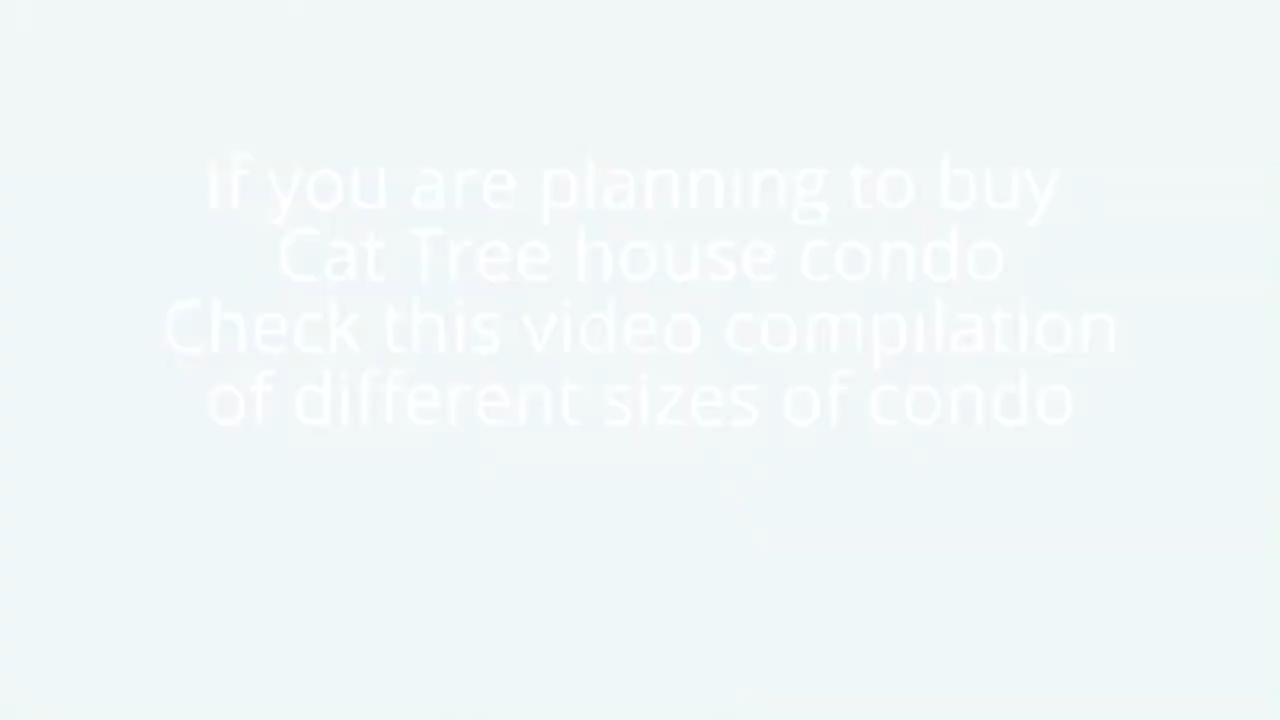 If you are planning to buy
Cat Tree house condo
Check this video compilation
of different sizes of condo